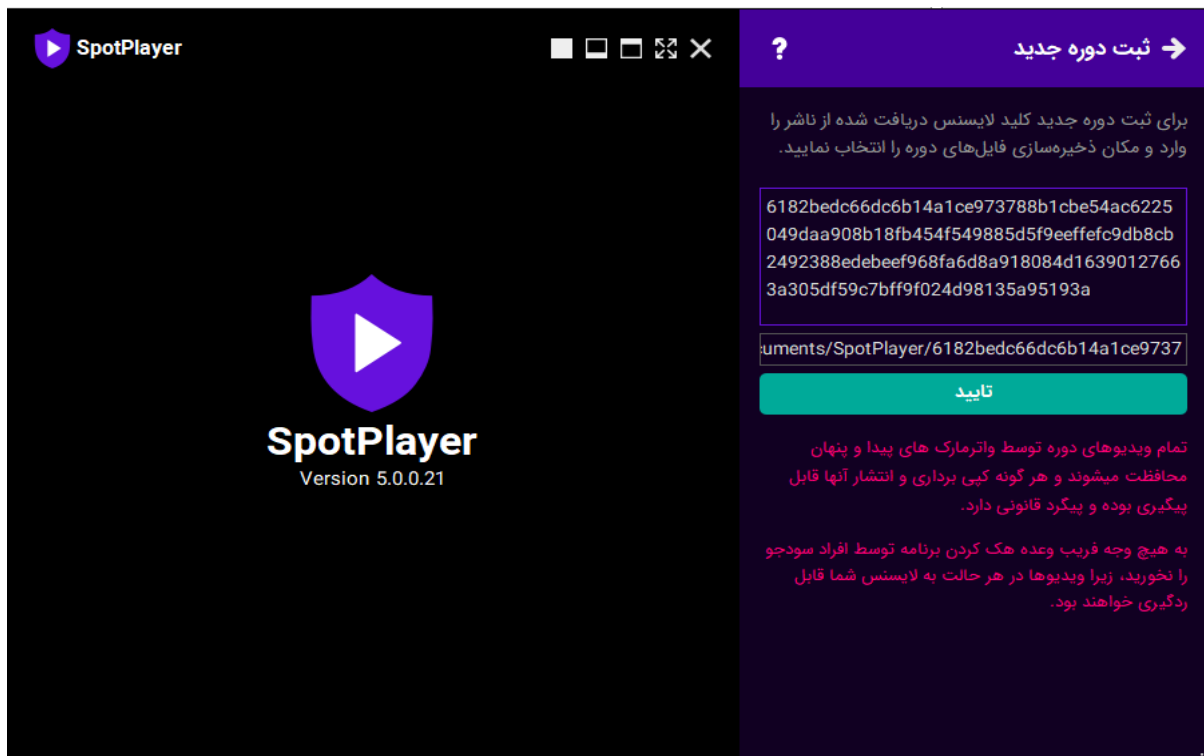 SpotPlayer
? ثبت دوره جدید
برای ثبت دوره جدید کلید لایسنس دریافت شده از ناشر را
وارد و مکان ذخیره‌سازی فایل‌های دوره را انتخاب نمایید.
6182bedc66dc6b14a1ce973788b1cbe54ac6225
049daa908b18fb454f549885d5f9eeffefc9db8cb
2492388edebeef968fa6d8a918084d1639012766
3a305df59c7bff9f024d98135a95193a
cuments/SpotPlayer/6182bedc66dc6b14a1ce9737
تایید
تمام ویدیوهای دوره توسط واترمارک های پیدا و پنهان
محافظت میشوند و هر گونه کپی برداری و انتشار آنها قابل
پیگیری بوده و پیگرد قانونی دارد.
به هیچ وجه فریب وعده هک کردن برنامه توسط افراد سودجو
را نخورید، زیرا ویدیوها در هر حالت به لایسنس شما قابل
ردگیری خواهند بود.
SpotPlayer
Version 5.0.0.21